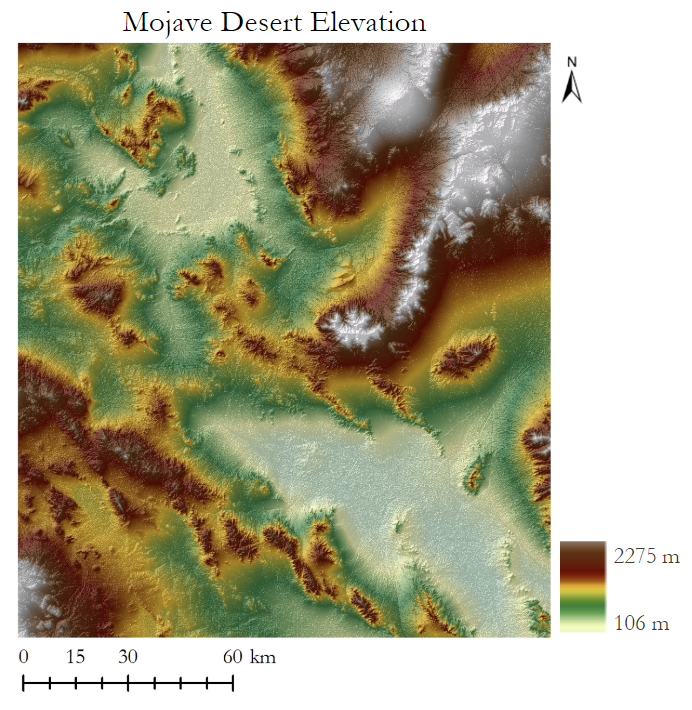 Mojave Desert Elevation
N
2275 m
106 m
0 15 30 60 km